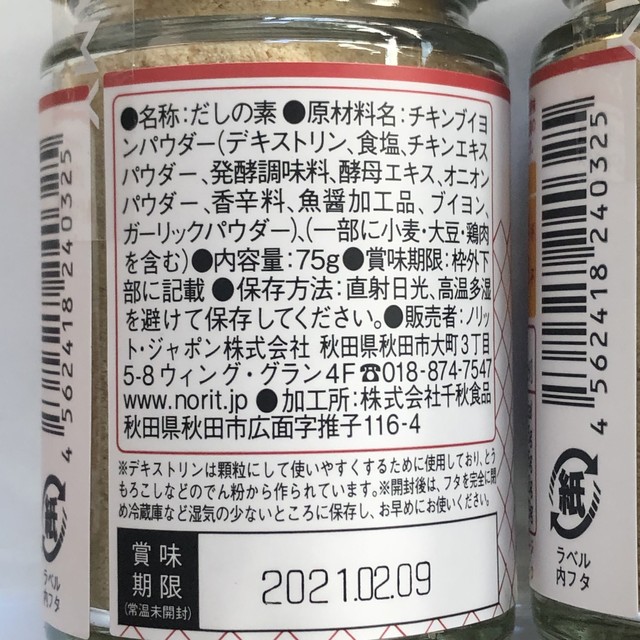 ●名称：だしの素 ●原材料名：チキンブイヨ
ンパウダー（デキストリン、食塩、チキンエキス
パウダー、発酵調味料、酵母エキス、オニオン
パウダー、香辛料、魚醤加工品、ブイヨン、
ガーリックパウダー）、（一部に小麦・大豆・鶏肉
を含む）●内容量：75g●賞味期限：枠外下
部に記載 ●保存方法：直射日光、高温多湿
を避けて保存してください。●販売者：ノリッ
ト・ジャポン株式会社 秋田県秋田市大町3丁目
5-8 ウィング・グラン4F☎018-874-7547
www.norit.jp ●加工所：株式会社千秋食品
秋田県秋田市広面字推子116-4
※デキストリンは顆粒にして使いやすくするために使用しており、とう
もろこしなどのでん粉から作られています。※開封後は、フタを完全に閉
め冷蔵庫など湿気の少ないところに保存し、お早めにお使いください。
賞味
期限
（常温未開封）
2021.02.09
4 562418 240325
紙
ラベル
内フタ
4 562418 240325
紙
ラベル
内フタ